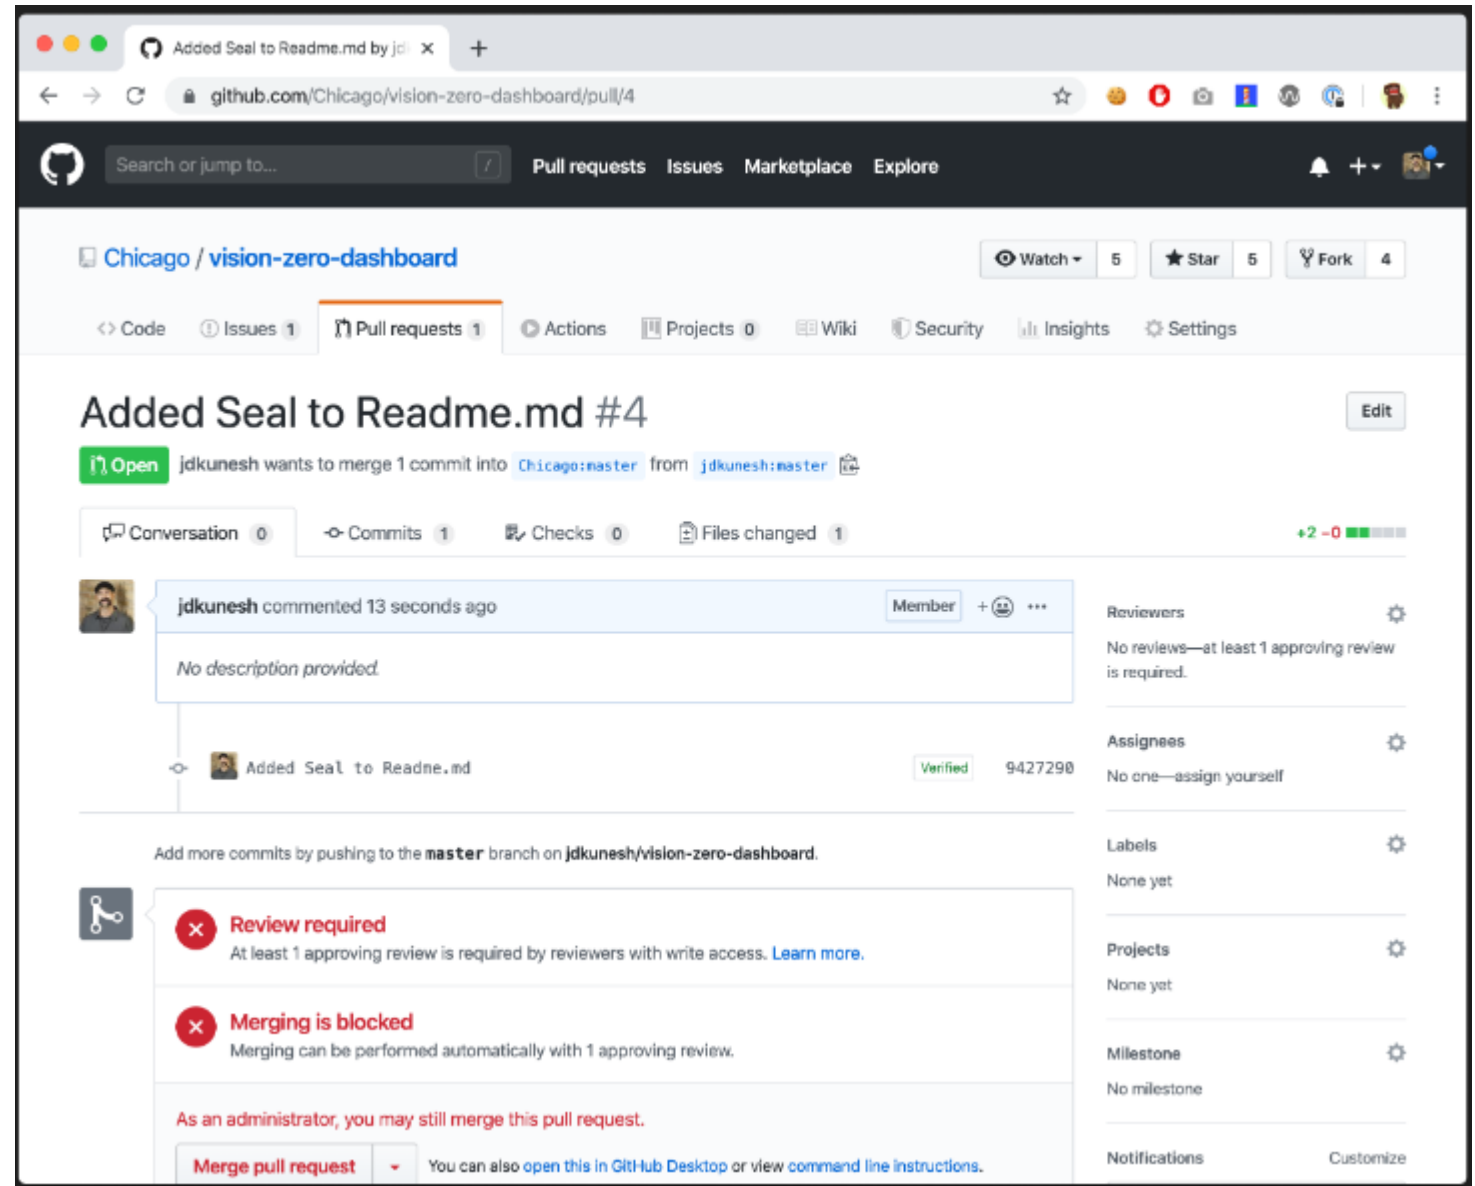 Added Seal to Readme.md by jd
github.com/Chicago/vision-zero-dashboard/pull/4
Search or jump to... /
Pull requests Issues Marketplace Explore
Chicago / vision-zero-dashboard
Watch 5 Star 5 Fork 4
Code Issues 1 Pull requests 1 Actions Projects 0 Wiki Security Insights Settings
Added Seal to Readme.md #4
Edit
Open jdkunesh wants to merge 1 commit into Chicago:master from jdkunesh:master
Conversation 0 Commits 1 Checks 0 Files changed 1
+2 −0
jdkunesh commented 13 seconds ago
Member
No description provided.
Added Seal to Readme.md
Verified 9427290
Add more commits by pushing to the master branch on jdkunesh/vision-zero-dashboard.
Review required
At least 1 approving review is required by reviewers with write access. Learn more.
Merging is blocked
Merging can be performed automatically with 1 approving review.
As an administrator, you may still merge this pull request.
Merge pull request
You can also open this in GitHub Desktop or view command line instructions.
Reviewers
No reviews—at least 1 approving review
is required.
Assignees
No one—assign yourself
Labels
None yet
Projects
None yet
Milestone
No milestone
Notifications Customize